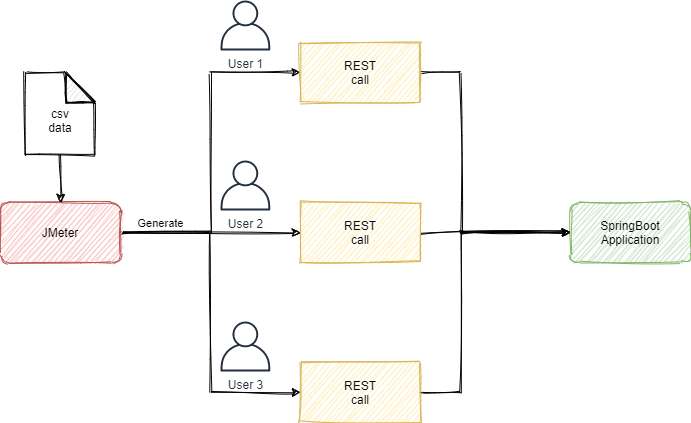 User 1
REST
call
csv
data
JMeter
Generate
User 2
REST
call
SpringBoot
Application
User 3
REST
call